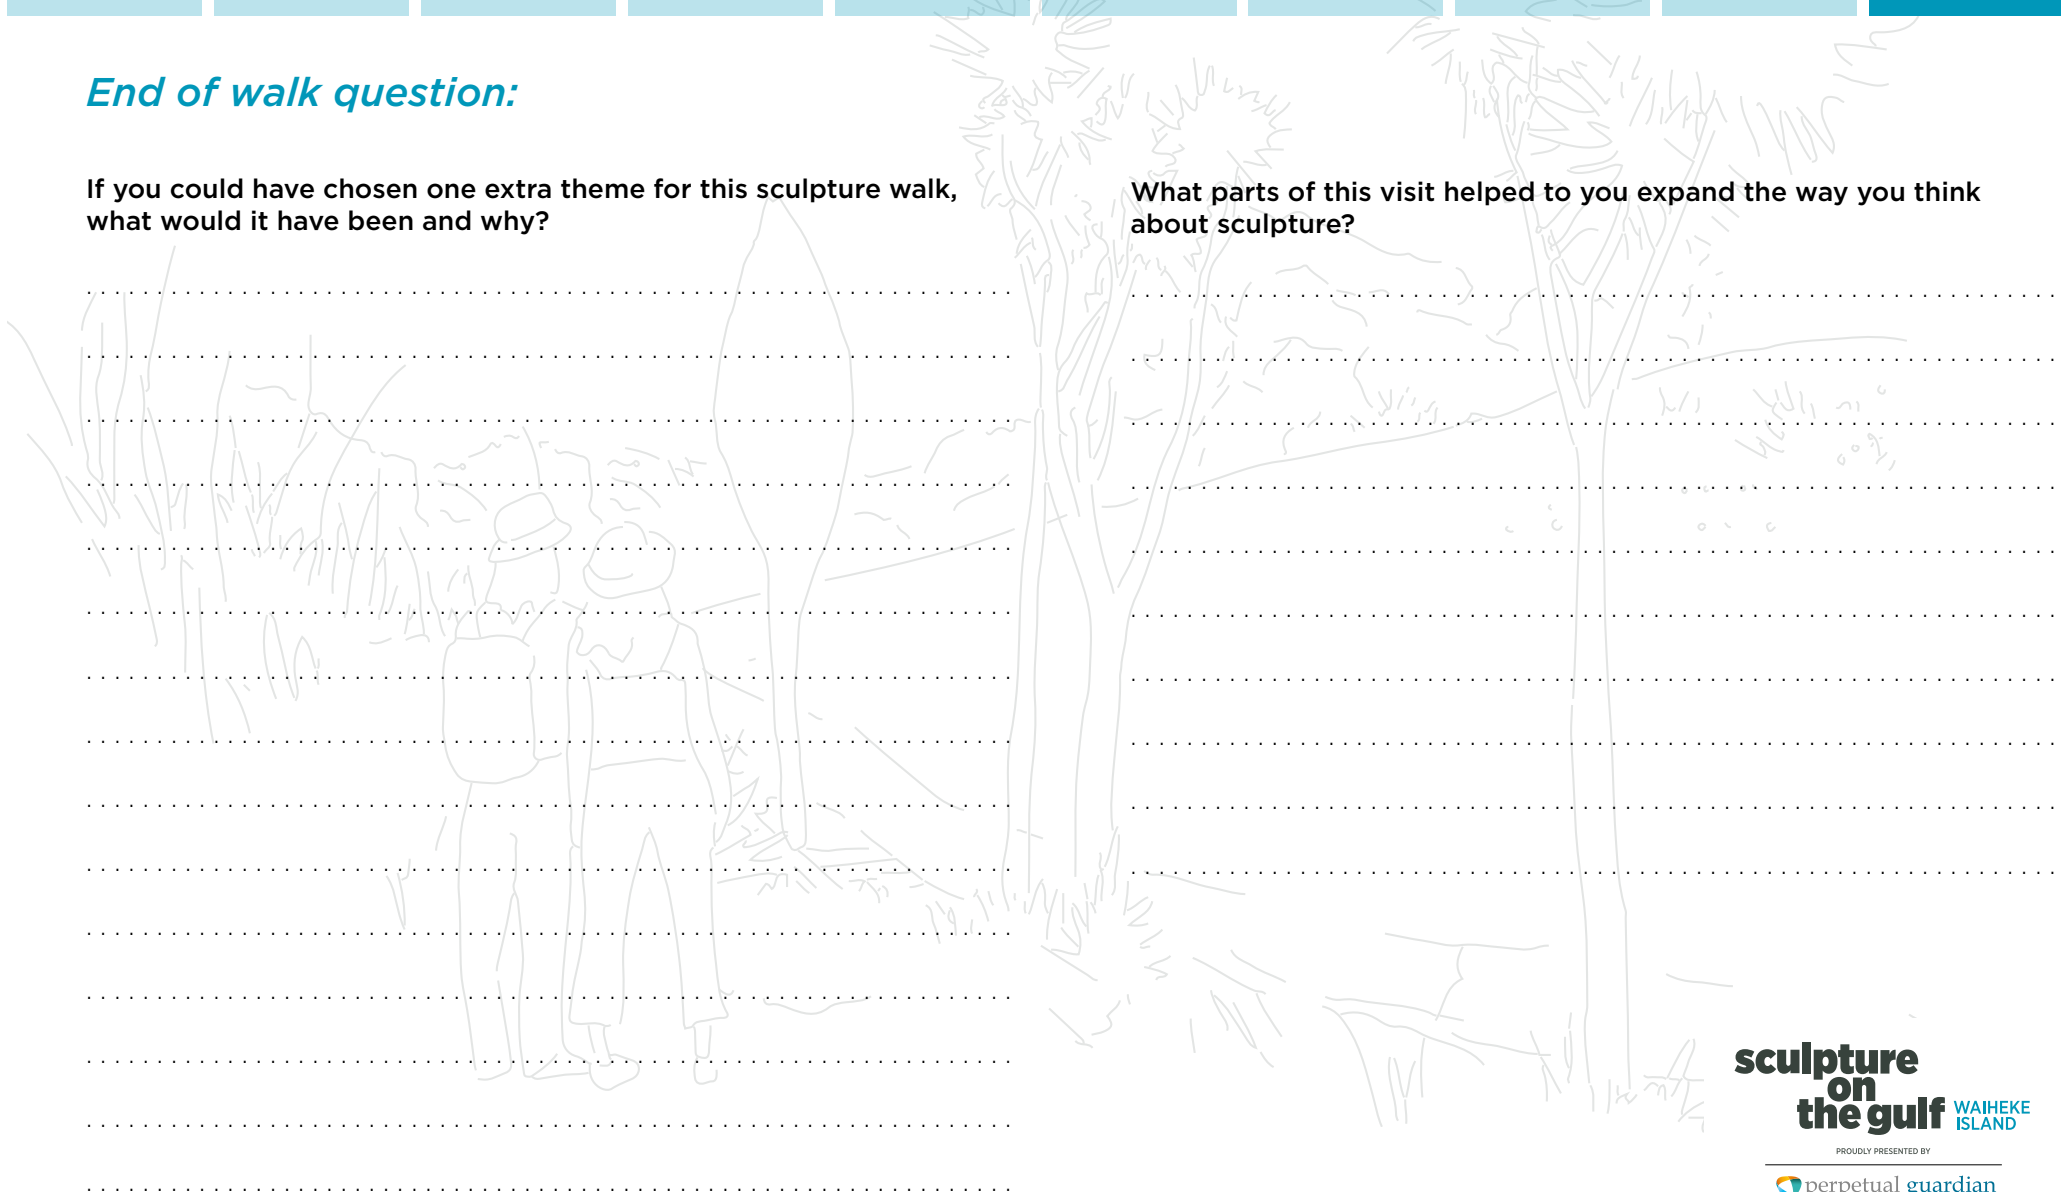 End of walk question:
If you could have chosen one extra theme for this sculpture walk,
what would it have been and why?
What parts of this visit helped to you expand the way you think
about sculpture?
sculpture
on
the gulf
WAIHEKE
ISLAND
PROUDLY PRESENTED BY
perpetual guardian